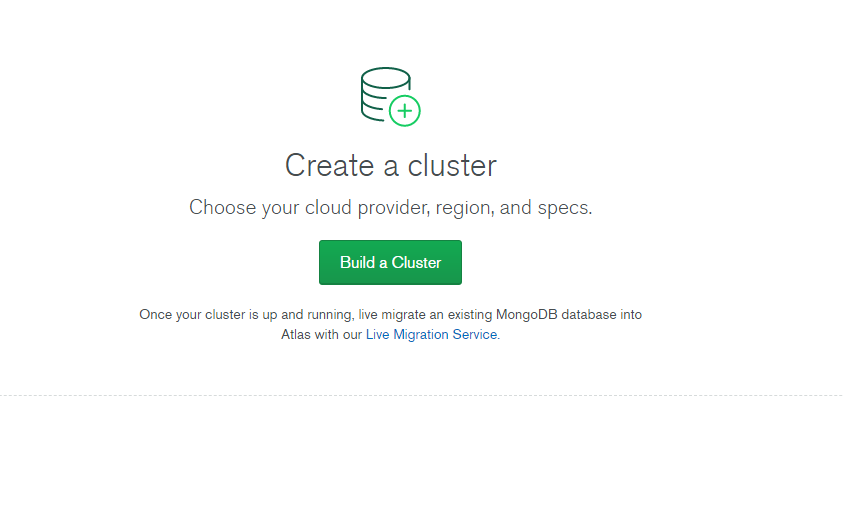 Create a cluster
Choose your cloud provider, region, and specs.
Build a Cluster
Once your cluster is up and running, live migrate an existing MongoDB database into
Atlas with our Live Migration Service.